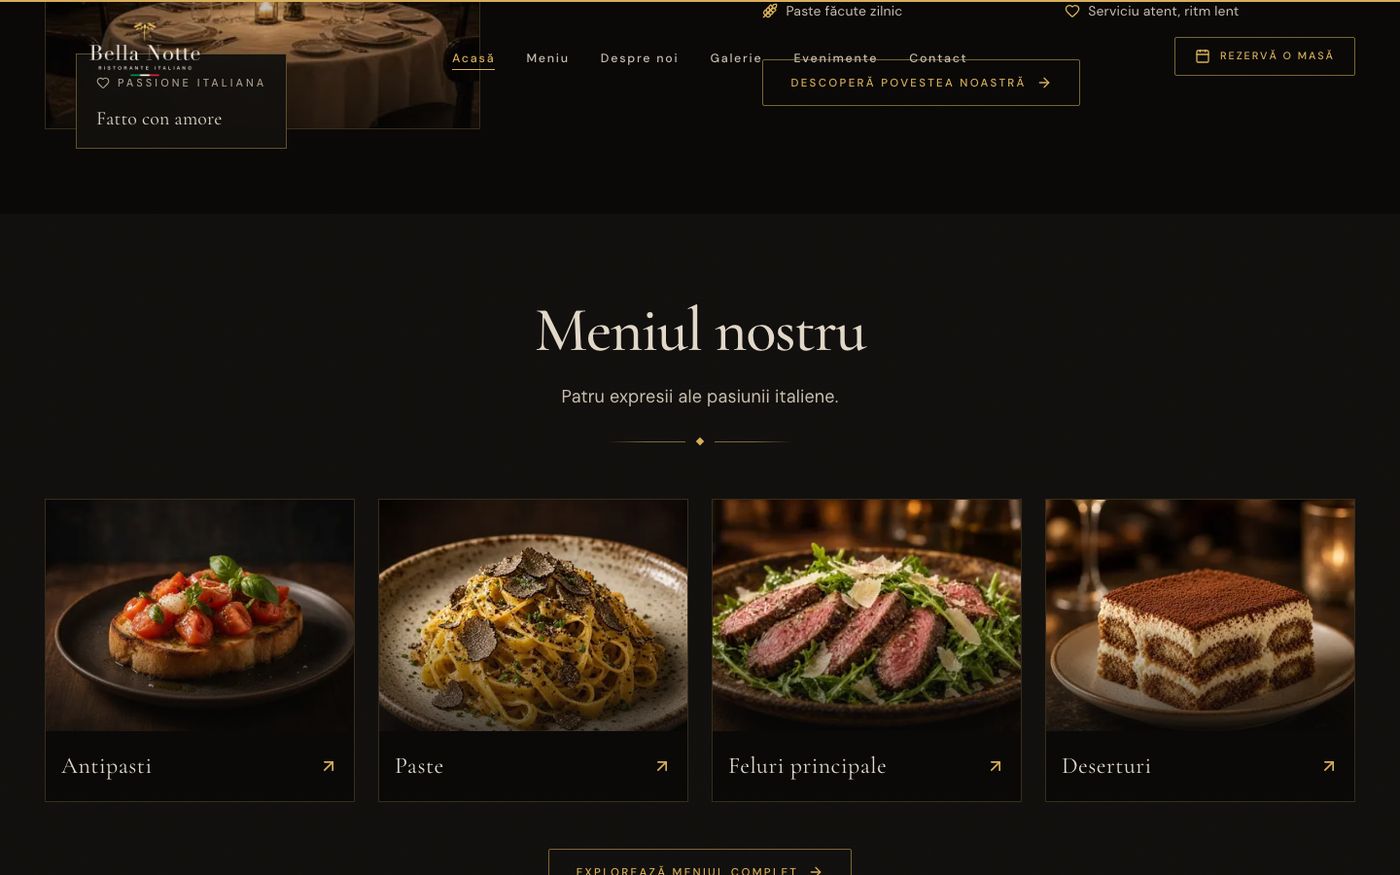 Paste făcute zilnic
Serviciu atent, ritm lent
Bella Notte
RISTORANTE ITALIANO
Acasă
Meniu
Despre noi
Galerie
Evenimente
Contact
REZERVĂ O MASĂ
PASSIONE ITALIANA
DESCOPERĂ POVESTEA NOASTRĂ
Fatto con amore
Meniul nostru
Patru expresii ale pasiunii italiene.
Antipasti
Paste
Feluri principale
Deserturi
EXPLOREAZĂ MENIUL COMPLET